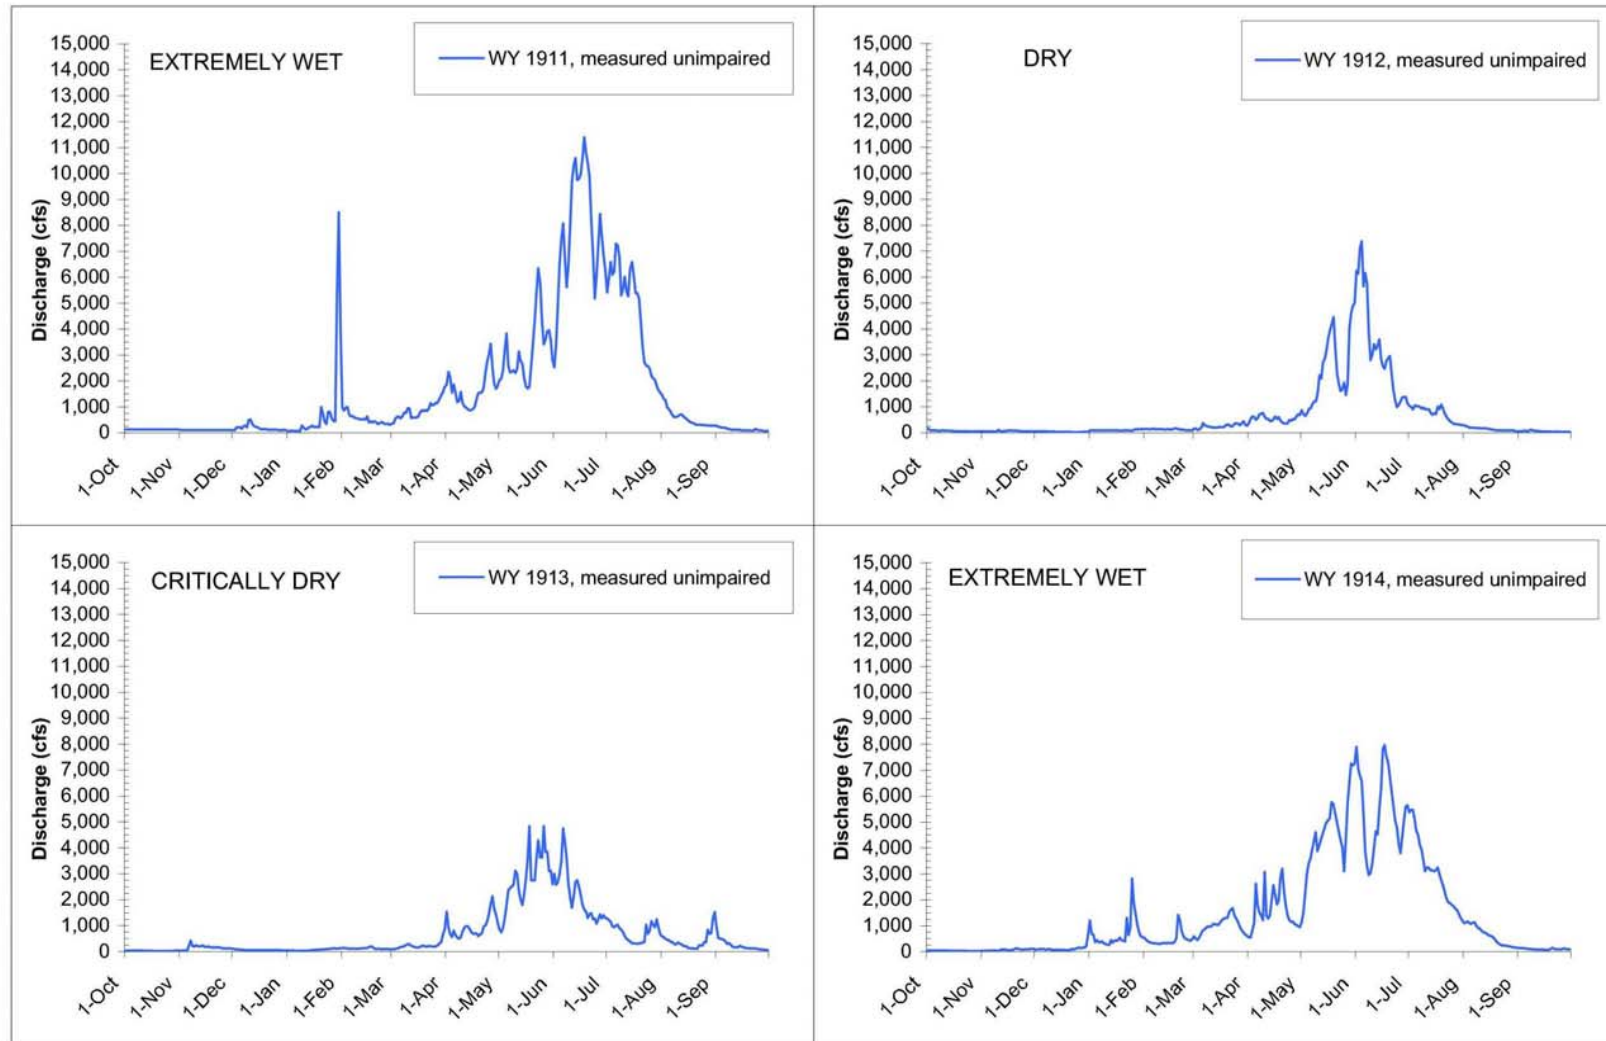 EXTREMELY WET
WY 1911, measured unimpaired
Discharge (cfs)
15,000
14,000
13,000
12,000
11,000
10,000
9,000
8,000
7,000
6,000
5,000
4,000
3,000
2,000
1,000
0
1-Oct
1-Nov
1-Dec
1-Jan
1-Feb
1-Mar
1-Apr
1-May
1-Jun
1-Jul
1-Aug
1-Sep
DRY
WY 1912, measured unimpaired
Discharge (cfs)
15,000
14,000
13,000
12,000
11,000
10,000
9,000
8,000
7,000
6,000
5,000
4,000
3,000
2,000
1,000
0
1-Oct
1-Nov
1-Dec
1-Jan
1-Feb
1-Mar
1-Apr
1-May
1-Jun
1-Jul
1-Aug
1-Sep
CRITICALLY DRY
WY 1913, measured unimpaired
Discharge (cfs)
15,000
14,000
13,000
12,000
11,000
10,000
9,000
8,000
7,000
6,000
5,000
4,000
3,000
2,000
1,000
0
1-Oct
1-Nov
1-Dec
1-Jan
1-Feb
1-Mar
1-Apr
1-May
1-Jun
1-Jul
1-Aug
1-Sep
EXTREMELY WET
WY 1914, measured unimpaired
Discharge (cfs)
15,000
14,000
13,000
12,000
11,000
10,000
9,000
8,000
7,000
6,000
5,000
4,000
3,000
2,000
1,000
0
1-Oct
1-Nov
1-Dec
1-Jan
1-Feb
1-Mar
1-Apr
1-May
1-Jun
1-Jul
1-Aug
1-Sep